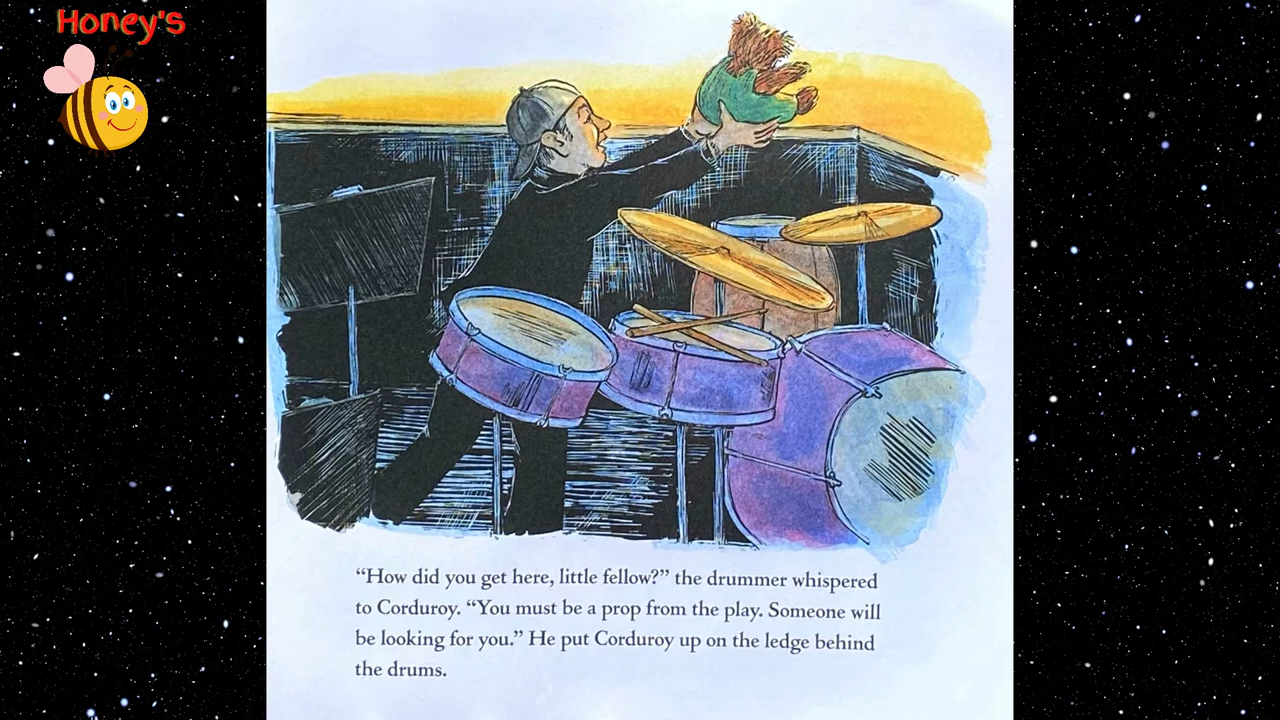 Honey's
“How did you get here, little fellow?” the drummer whispered
to Corduroy. “You must be a prop from the play. Someone will
be looking for you.” He put Corduroy up on the ledge behind
the drums.